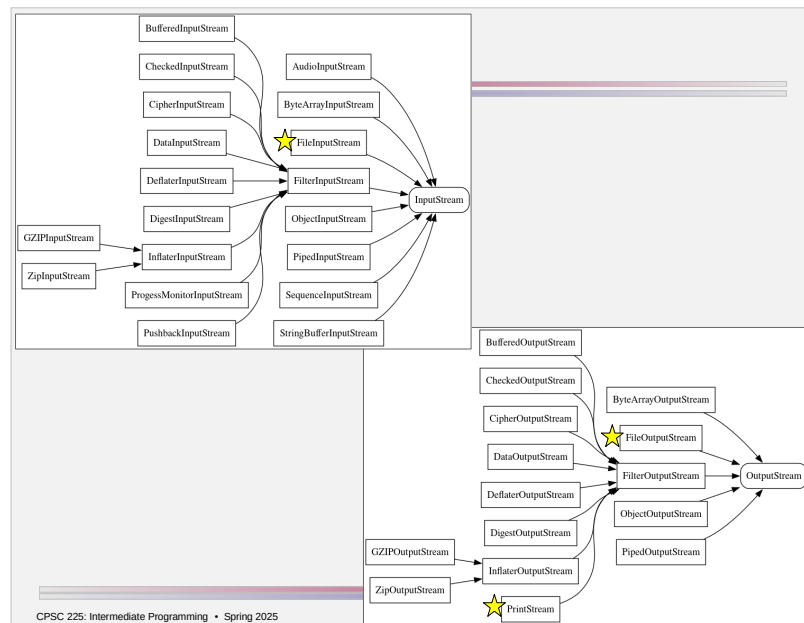 BufferedInputStream
CheckedInputStream
CipherInputStream
DataInputStream
DeflaterInputStream
DigestInputStream
InflaterInputStream
ProgessMonitorInputStream
PushbackInputStream
GZIPInputStream
ZipInputStream
AudioInputStream
ByteArrayInputStream
FileInputStream
FilterInputStream
ObjectInputStream
PipedInputStream
SequenceInputStream
StringBufferInputStream
InputStream
BufferedOutputStream
CheckedOutputStream
CipherOutputStream
DataOutputStream
DeflaterOutputStream
DigestOutputStream
InflaterOutputStream
PrintStream
GZIPOutputStream
ZipOutputStream
ByteArrayOutputStream
FileOutputStream
FilterOutputStream
ObjectOutputStream
PipedOutputStream
OutputStream
CPSC 225: Intermediate Programming • Spring 2025